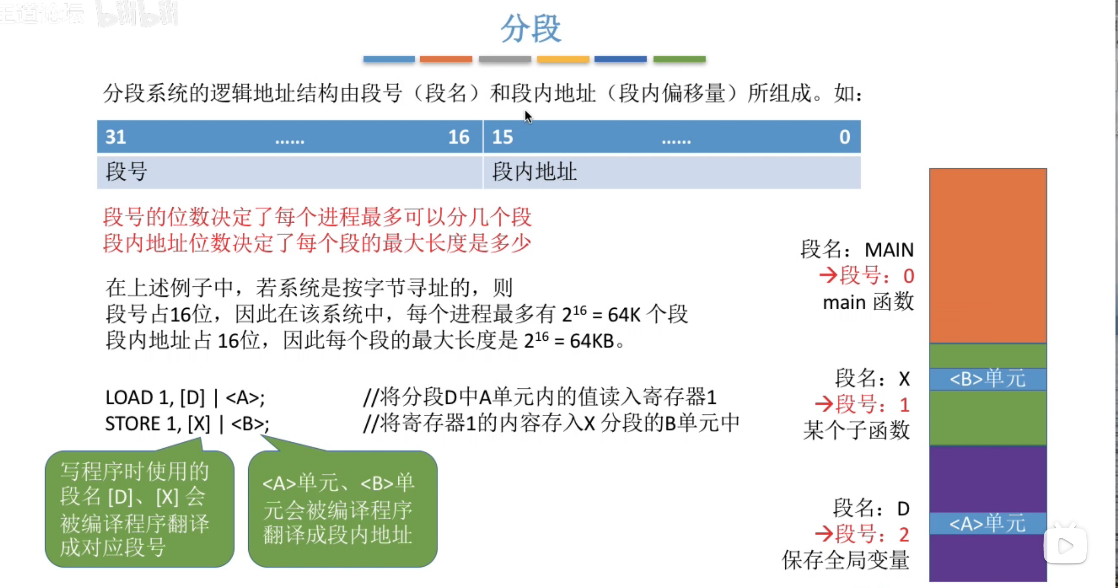 分段
分段系统的逻辑地址结构由段号（段名）和段内地址（段内偏移量）所组成。如：
31 …… 16 15 …… 0
段号 段内地址
段号的位数决定了每个进程最多可以分几个段
段内地址位数决定了每个段的最大长度是多少
在上述例子中，若系统是按字节寻址的，则
段号占16位，因此在该系统中，每个进程最多有 2¹⁶ = 64K 个段
段内地址占 16位，因此每个段的最大长度是 2¹⁶ = 64KB。
LOAD 1, [D] | <A>; //将分段D中A单元内的值读入寄存器1
STORE 1, [X] | <B>; //将寄存器1的内容存入X 分段的B单元中
写程序时使用的
段名 [D]、[X] 会
被编译程序翻译
成对应段号
<A>单元、<B>单
元会被编译程序
翻译成段内地址
段名：MAIN
→段号：0
main 函数
段名：X
→段号：1
某个子函数
<B>单元
段名：D
→段号：2
保存全局变量
<A>单元